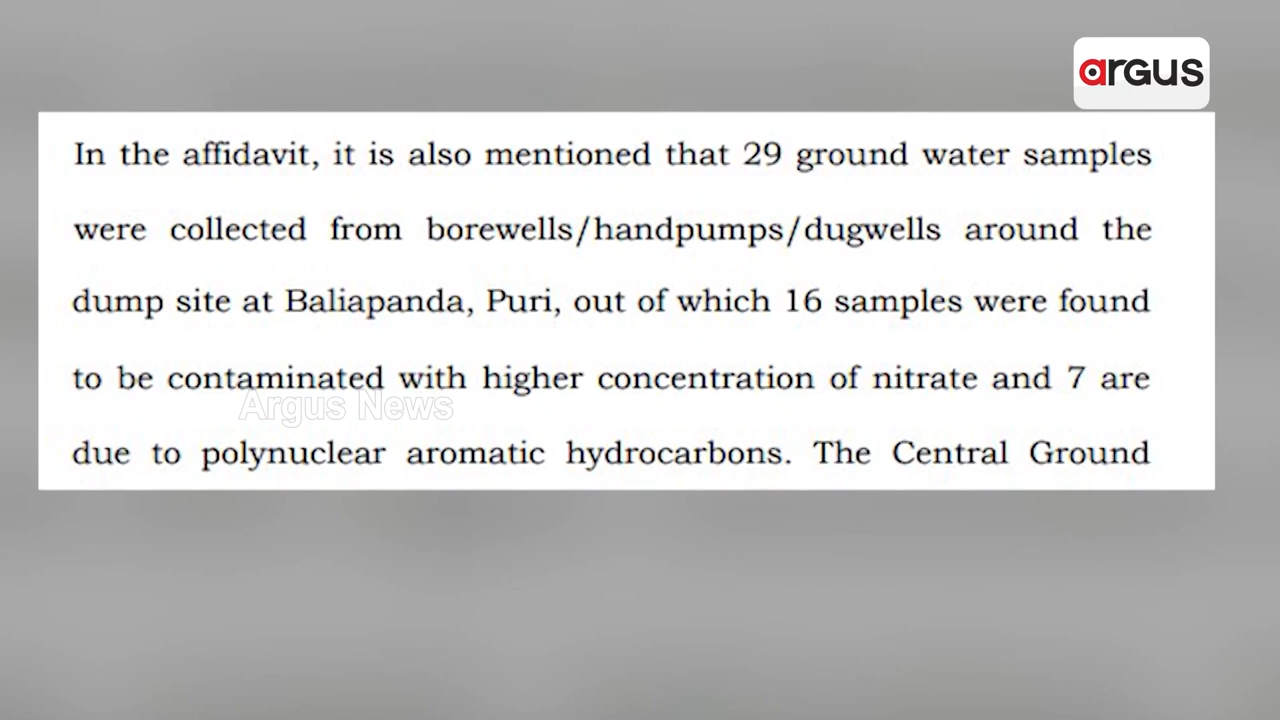 argus
In the affidavit, it is also mentioned that 29 ground water samples
were collected from borewells/handpumps/dugwells around the
dump site at Baliapanda, Puri, out of which 16 samples were found
to be contaminated with higher concentration of nitrate and 7 are
Argus News
due to polynuclear aromatic hydrocarbons. The Central Ground